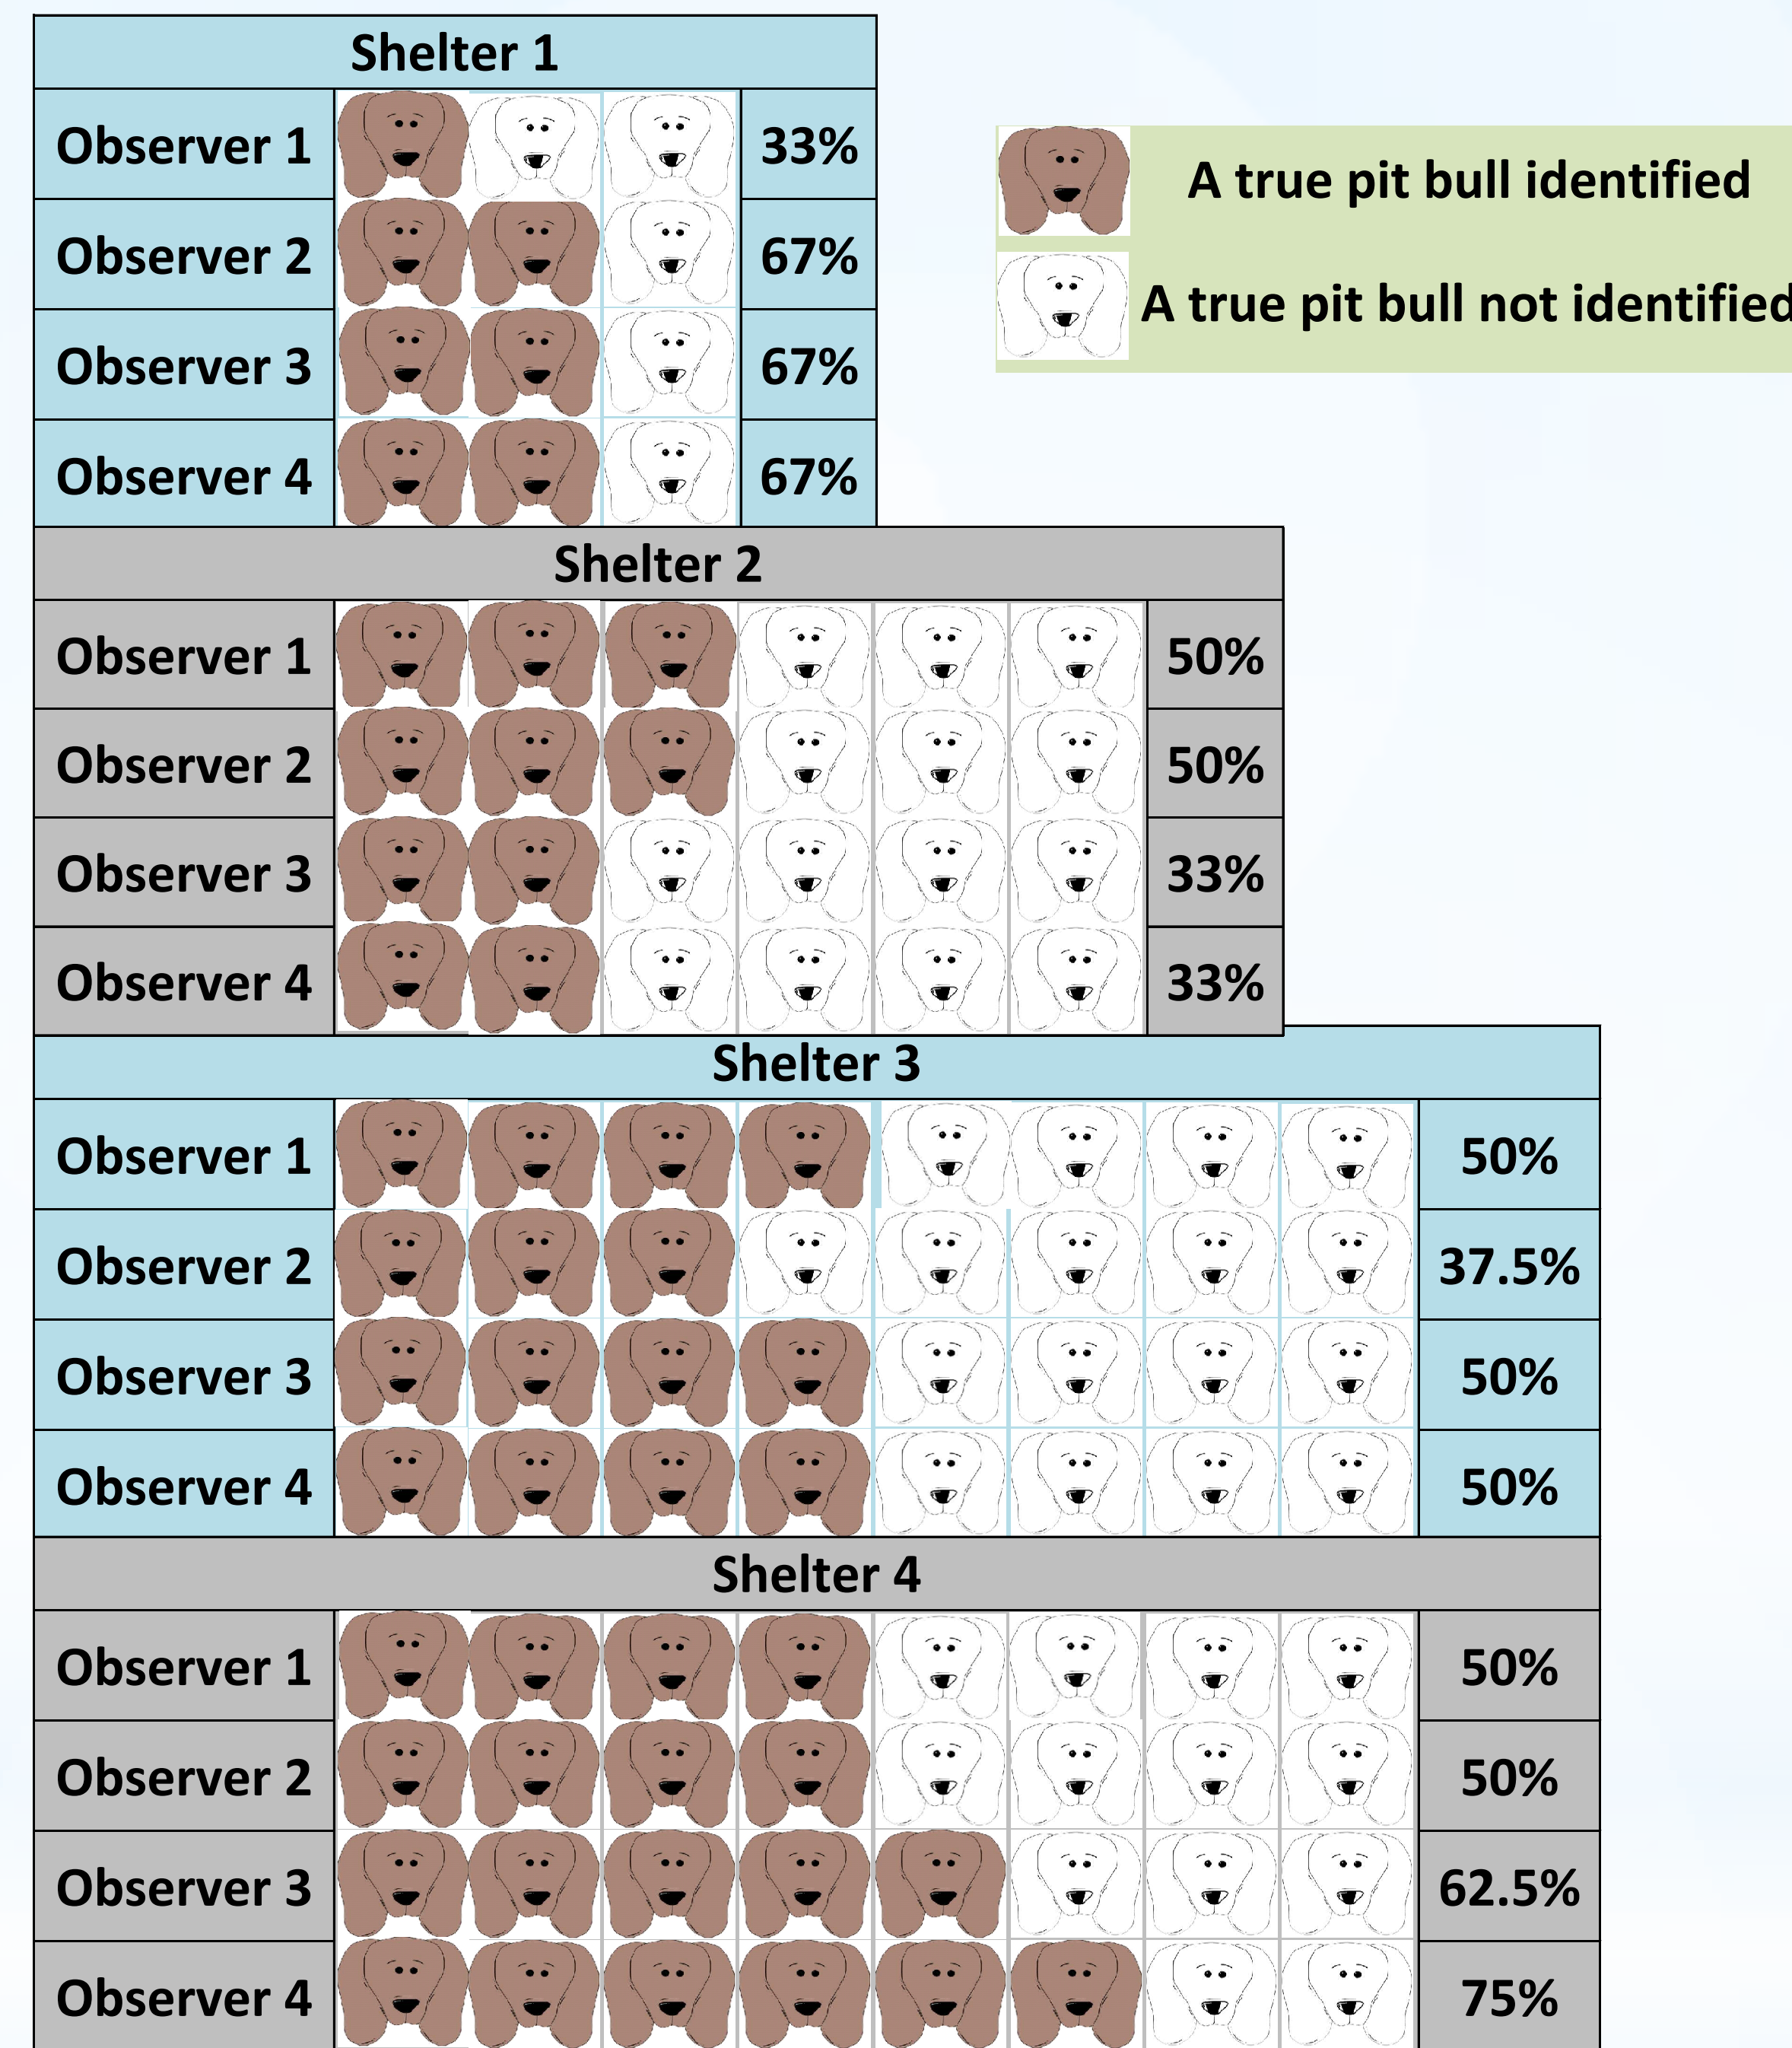 Shelter 1
Observer 1 33%
Observer 2 67%
Observer 3 67%
Observer 4 67%
A true pit bull identified
A true pit bull not identified
Shelter 2
Observer 1 50%
Observer 2 50%
Observer 3 33%
Observer 4 33%
Shelter 3
Observer 1 50%
Observer 2 37.5%
Observer 3 50%
Observer 4 50%
Shelter 4
Observer 1 50%
Observer 2 50%
Observer 3 62.5%
Observer 4 75%